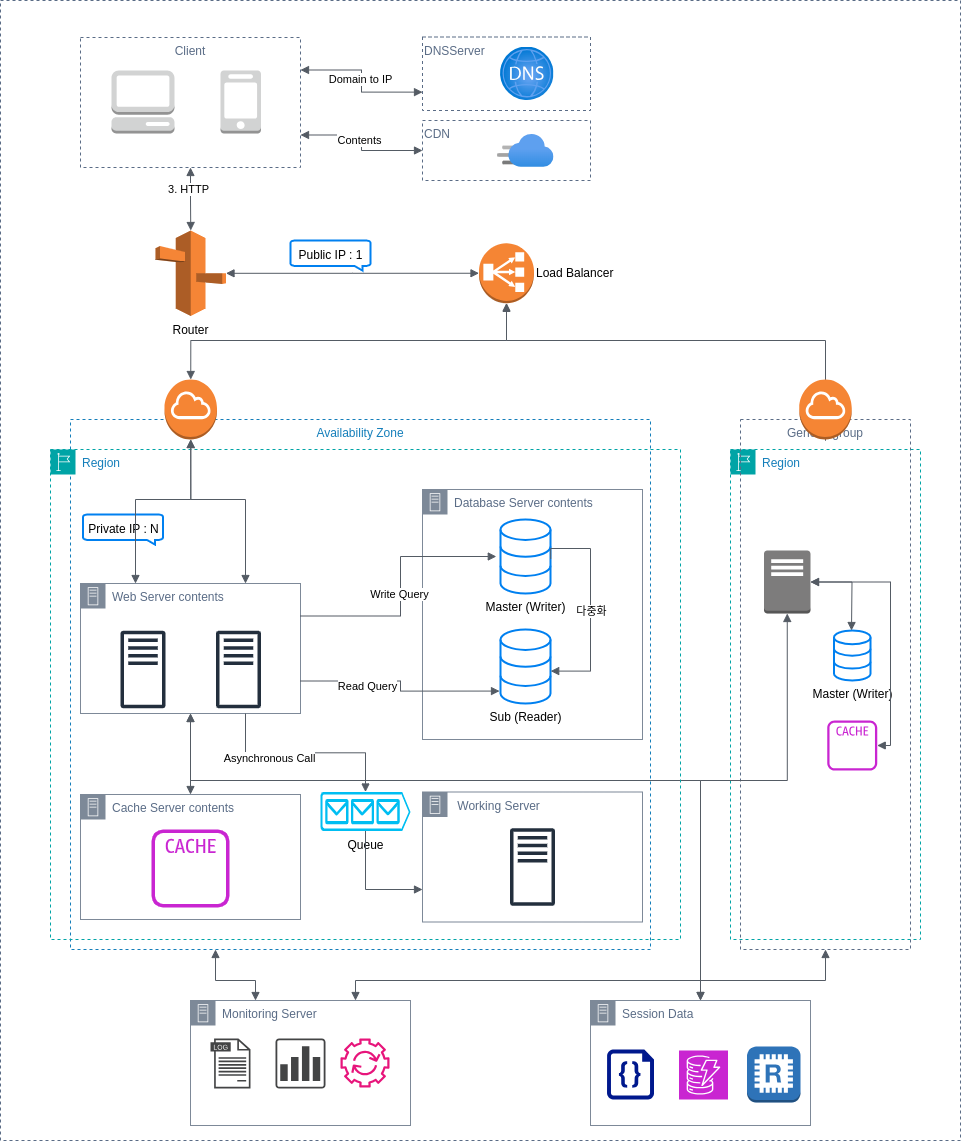 Client
DNSServer
DNS
Domain to IP
CDN
Contents
3. HTTP
Public IP : 1
Load Balancer
Router
Availability Zone
group
Region
Region
Private IP : N
Database Server contents
Web Server contents
Write Query
Master (Writer)
다중화
Read Query
Sub (Reader)
Master (Writer)
CACHE
Asynchronous Call
Cache Server contents
CACHE
Queue
Working Server
Monitoring Server
LOG
Session Data
{}
R